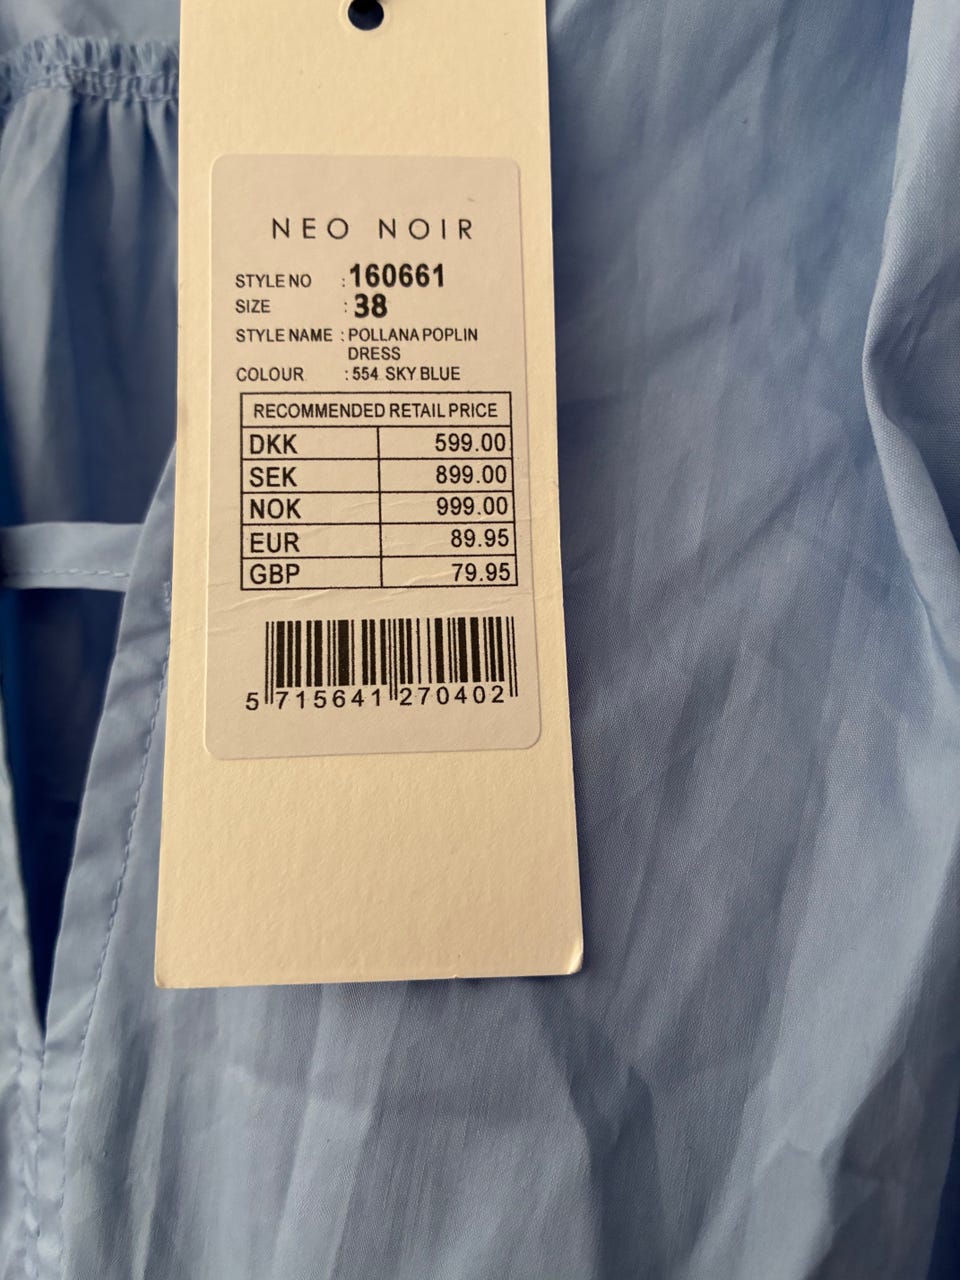 NEO NOIR
STYLE NO : 160661
SIZE : 38
STYLE NAME : POLLANA POPLIN
DRESS
COLOUR : 554 SKY BLUE
RECOMMENDED RETAIL PRICE
DKK 599.00
SEK 899.00
NOK 999.00
EUR 89.95
GBP 79.95
5 715641 270402